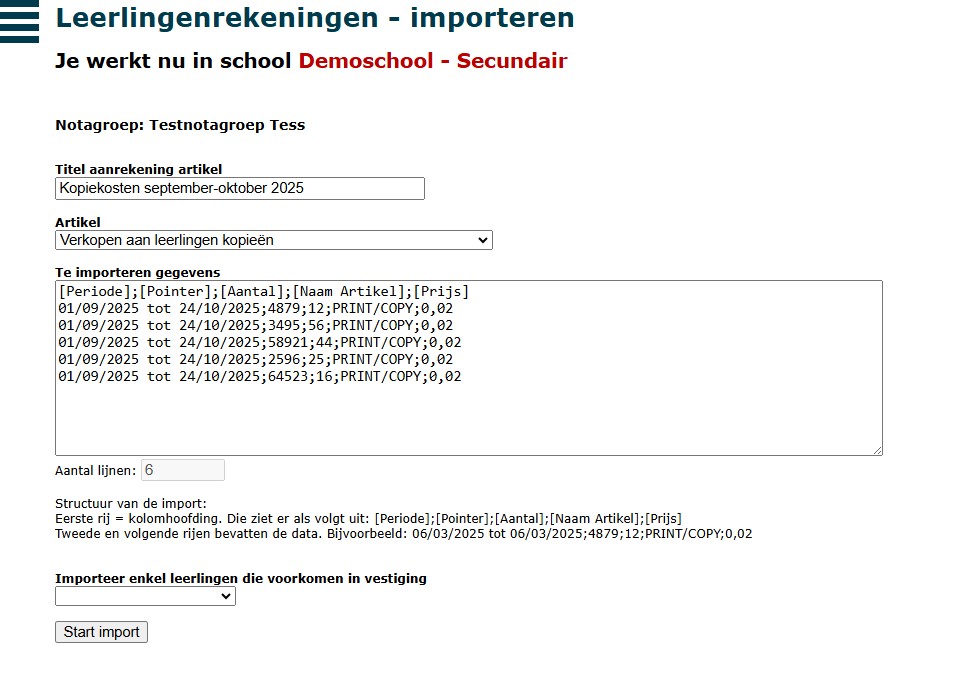 Leerlingenrekeningen - importeren
Je werkt nu in school Demoschool - Secundair
Notagroep: Testnotagroep Tess
Titel aanrekening artikel
Kopiekosten september-oktober 2025
Artikel
Verkopen aan leerlingen kopieën
Te importeren gegevens
[Periode];[Pointer];[Aantal];[Naam Artikel];[Prijs]
01/09/2025 tot 24/10/2025;4879;12;PRINT/COPY;0,02
01/09/2025 tot 24/10/2025;3495;56;PRINT/COPY;0,02
01/09/2025 tot 24/10/2025;58921;44;PRINT/COPY;0,02
01/09/2025 tot 24/10/2025;2596;25;PRINT/COPY;0,02
01/09/2025 tot 24/10/2025;64523;16;PRINT/COPY;0,02
Aantal lijnen: 6
Structuur van de import:
Eerste rij = kolomhoofding. Die ziet er als volgt uit: [Periode];[Pointer];[Aantal];[Naam Artikel];[Prijs]
Tweede en volgende rijen bevatten de data. Bijvoorbeeld: 06/03/2025 tot 06/03/2025;4879;12;PRINT/COPY;0,02
Importeer enkel leerlingen die voorkomen in vestiging
Start import